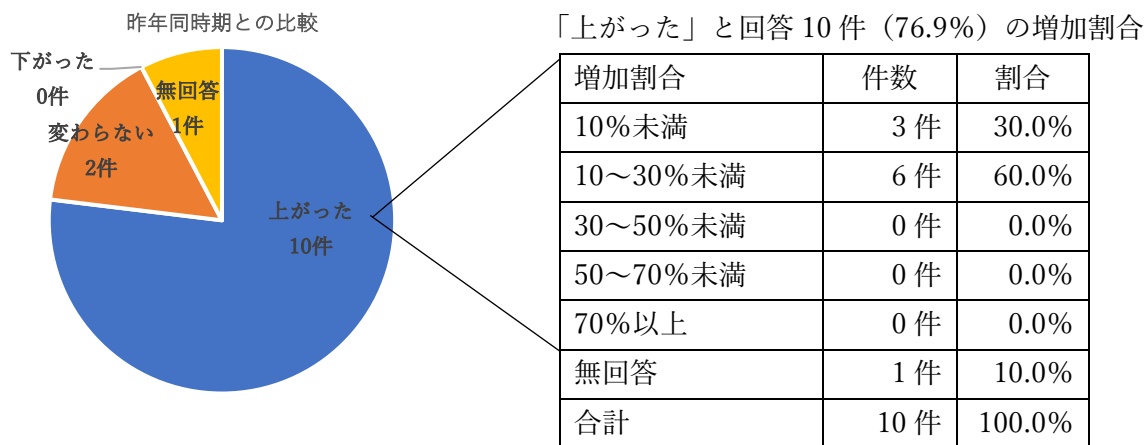 昨年同時期との比較
下がった
0件
無回答
1件
変わらない
2件
上がった
10件
「上がった」と回答 10 件（76.9%）の増加割合
増加割合 件数 割合
10%未満 3 件 30.0%
10～30%未満 6 件 60.0%
30～50%未満 0 件 0.0%
50～70%未満 0 件 0.0%
70%以上 0 件 0.0%
無回答 1 件 10.0%
合計 10 件 100.0%